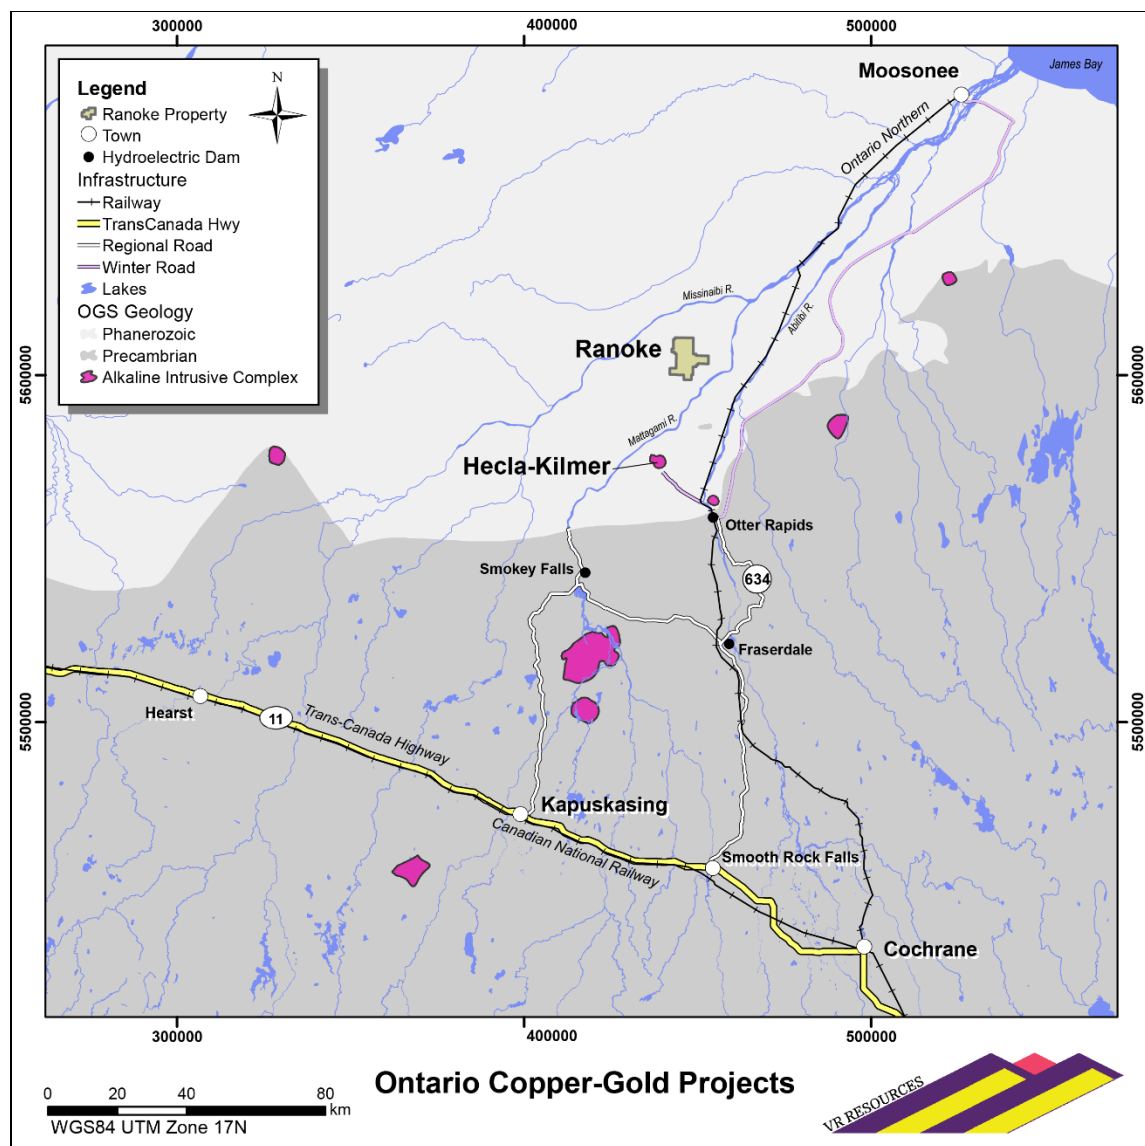 300000
400000
500000
James Bay
Moosonee
Legend
N
Ranoke Property
Town
Hydroelectric Dam
Infrastructure
Railway
TransCanada Hwy
Regional Road
Winter Road
Lakes
OGS Geology
Phanerozoic
Precambrian
Alkaline Intrusive Complex
Ontario Northern
Missinaibi R.
Abitibi R.
Ranoke
5600000
5600000
Mattagami R.
Hecla-Kilmer
Otter Rapids
Smokey Falls
634
Fraserdale
Hearst
11
Trans-Canada Highway
5500000
5500000
Kapuskasing
Canadian National Railway
Smooth Rock Falls
Cochrane
300000
400000
500000
0 20 40 80
km
WGS84 UTM Zone 17N
Ontario Copper-Gold Projects
VR RESOURCES